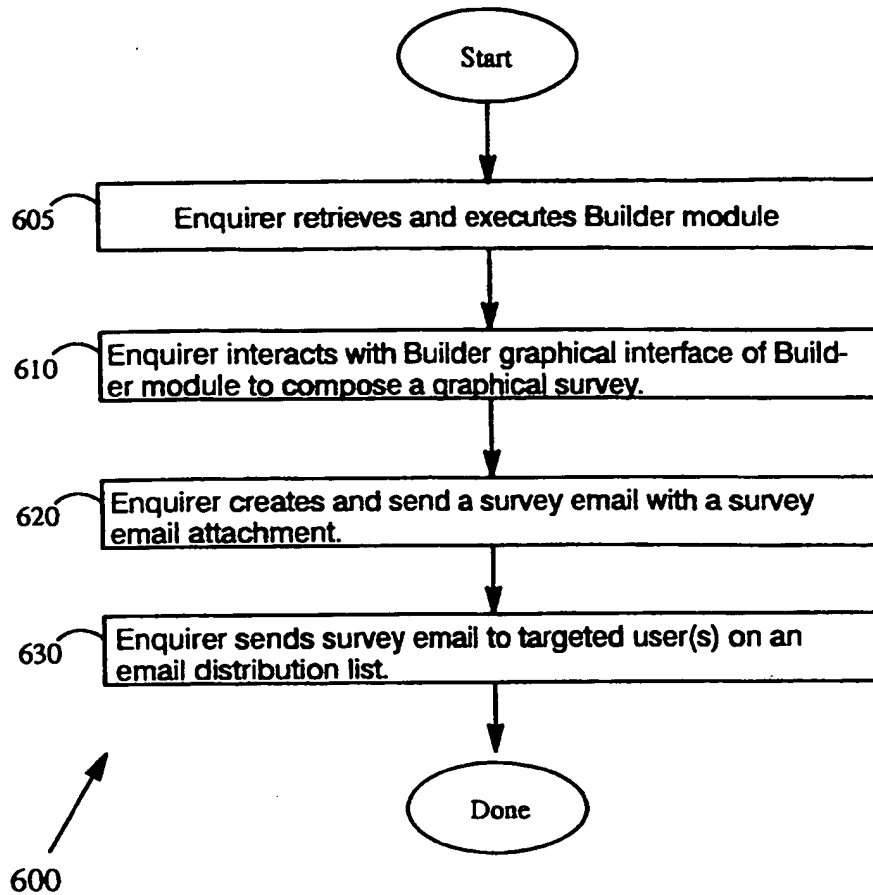 Start
605
Enquirer retrieves and executes Builder module
610
Enquirer interacts with Builder graphical interface of Build-
er module to compose a graphical survey.
620
Enquirer creates and send a survey email with a survey
email attachment.
630
Enquirer sends survey email to targeted user(s) on an
email distribution list.
Done
600